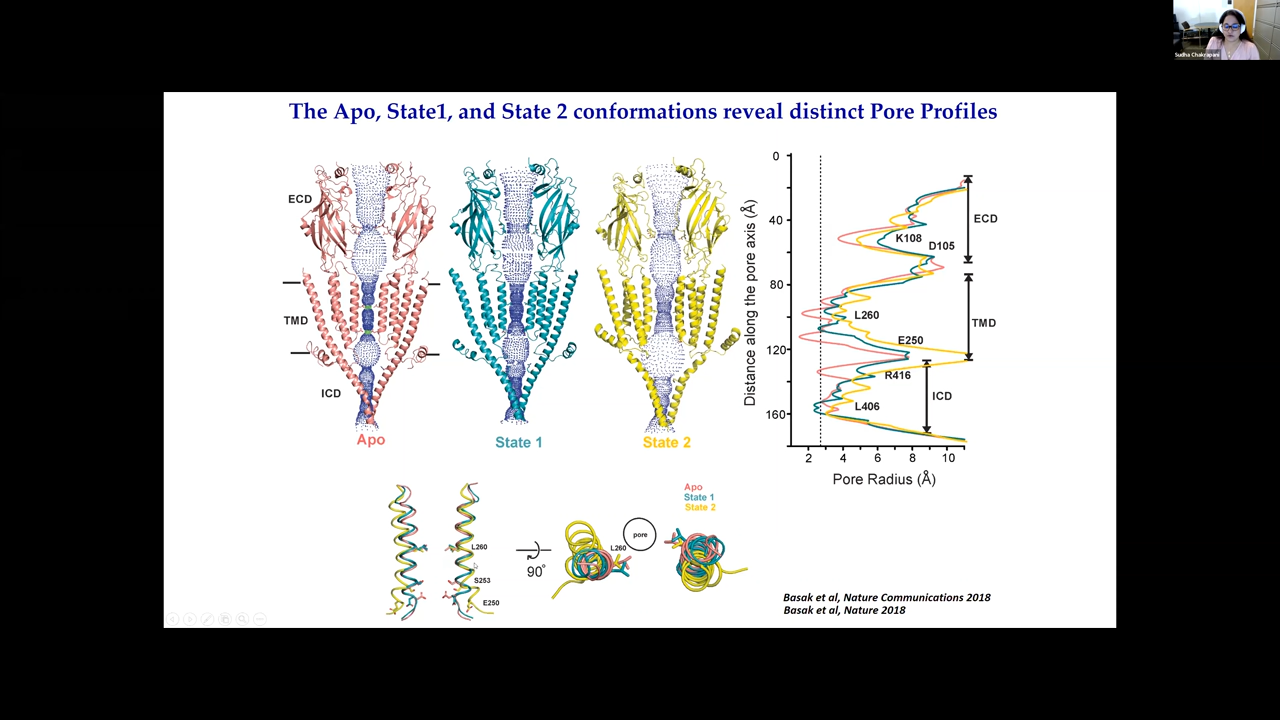 Sudha Chakrapani
The Apo, State1, and State 2 conformations reveal distinct Pore Profiles
ECD
TMD
ICD
Apo
State 1
State 2
Distance along the pore axis (Å)
0
40
80
120
160
K108
D105
L260
E250
R416
L406
ECD
TMD
ICD
2
4
6
8
10
Pore Radius (Å)
L260
S253
E250
90°
L260
pore
Apo
State 1
State 2
Basak et al, Nature Communications 2018
Basak et al, Nature 2018